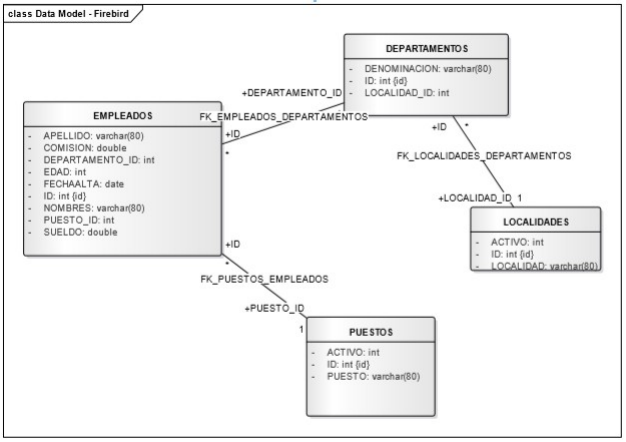 class Data Model - Firebird
DEPARTAMENTOS
- DENOMINACION: varchar(80)
- ID: int {id}
- LOCALIDAD_ID: int
+DEPARTAMENTO_ID
FK_EMPLEADOS_DEPARTAMENTOS
+ID
*
EMPLEADOS
- APELLIDO: varchar(80)
- COMISION: double
- DEPARTAMENTO_ID: int
- EDAD: int
- FECHAALTA: date
- ID: int {id}
- NOMBRES: varchar(80)
- PUESTO_ID: int
- SUELDO: double
+ID *
FK_LOCALIDADES_DEPARTAMENTOS
+LOCALIDAD_ID 1
LOCALIDADES
- ACTIVO: int
- ID: int {id}
- LOCALIDAD: varchar(80)
+ID
*
FK_PUESTOS_EMPLEADOS
+PUESTO_ID
1
PUESTOS
- ACTIVO: int
- ID: int {id}
- PUESTO: varchar(80)